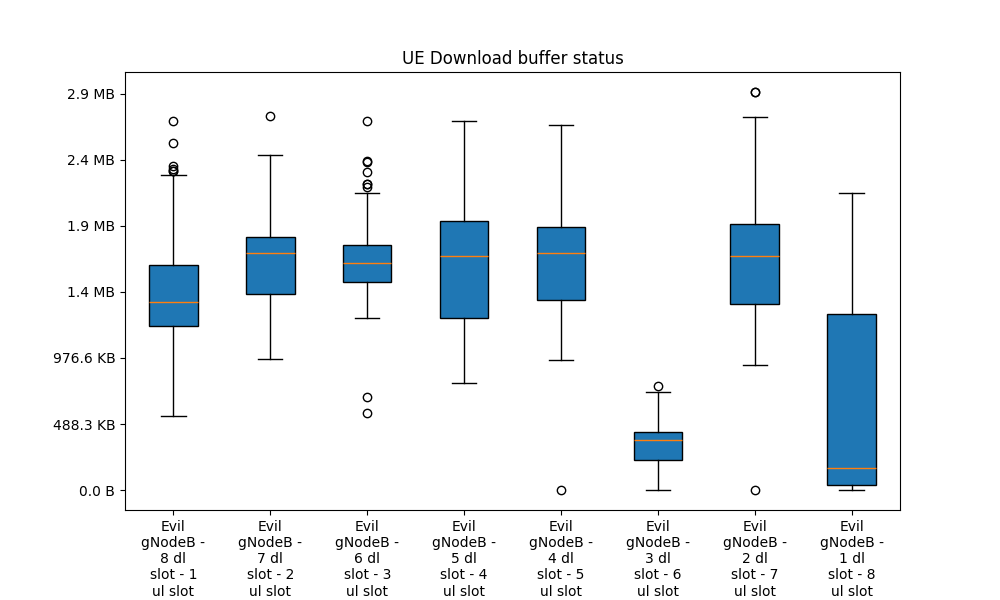 UE Download buffer status
2.9 MB
2.4 MB
1.9 MB
1.4 MB
976.6 KB
488.3 KB
0.0 B
Evil
gNodeB -
8 dl
slot - 1
ul slot
Evil
gNodeB -
7 dl
slot - 2
ul slot
Evil
gNodeB -
6 dl
slot - 3
ul slot
Evil
gNodeB -
5 dl
slot - 4
ul slot
Evil
gNodeB -
4 dl
slot - 5
ul slot
Evil
gNodeB -
3 dl
slot - 6
ul slot
Evil
gNodeB -
2 dl
slot - 7
ul slot
Evil
gNodeB -
1 dl
slot - 8
ul slot